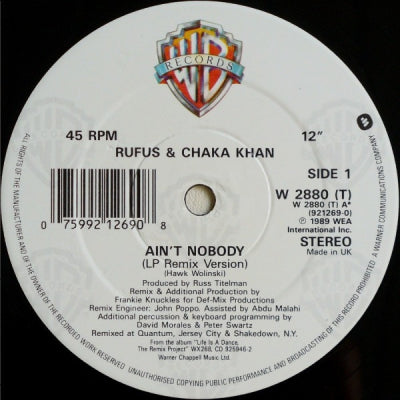 WB
RECORDS
45 RPM
12"
RUFUS & CHAKA KHAN
SIDE 1
W 2880 (T)
W 2880 (T) A*
(921269-0)
℗ 1989 WEA
International Inc.
STEREO
Made in UK
0 75992 12690 8
AIN'T NOBODY
(LP Remix Version)
(Hawk Wolinski)
Produced by Russ Titelman
Remix & Additional Production by
Frankie Knuckles for Def-Mix Productions
Remix Engineer: John Poppo. Assisted by Abdu Malahi
Additional percussion & keyboard programming by
David Morales & Peter Swartz
Remixed at Quantum, Jersey City & Shakedown, N.Y.
From the album "Life Is A Dance,
The Remix Project" WX268, CD 925946-2
Warner Chappell Music Ltd.
ALL RIGHTS OF THE MANUFACTURER AND OF THE OWNER OF THE RECORDED WORK RESERVED UNAUTHORISED COPYING PUBLIC PERFORMANCE AND BROADCASTING OF THIS RECORD PROHIBITED A WARNER COMMUNICATIONS COMPANY